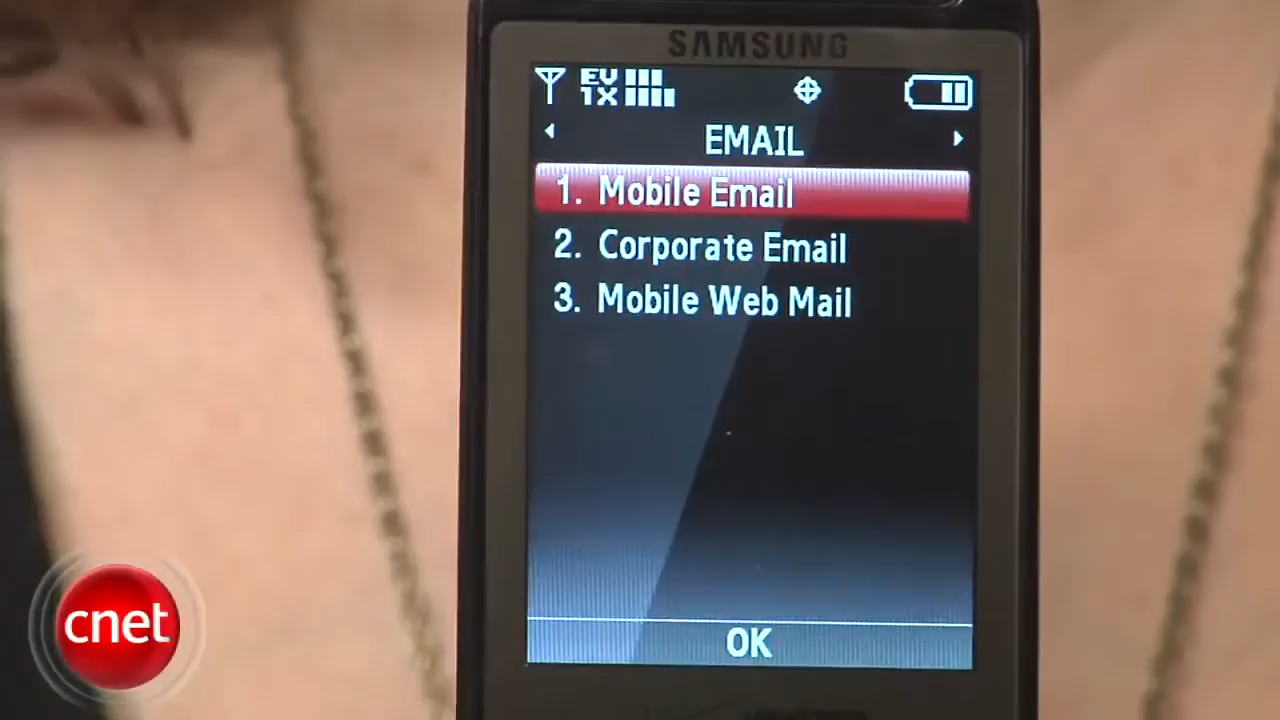 SAMSUNG
EV
1X
EMAIL
1. Mobile Email
2. Corporate Email
3. Mobile Web Mail
OK
cnet